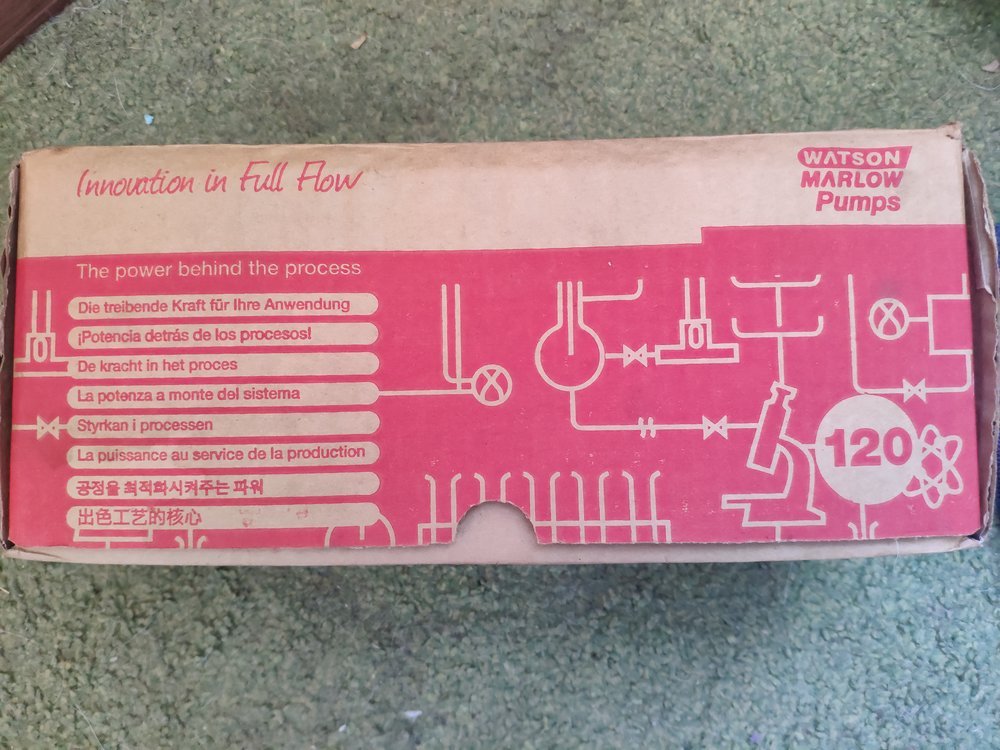 Innovation in Full Flow
WATSON
MARLOW
Pumps
The power behind the process
Die treibende Kraft für Ihre Anwendung
¡Potencia detrás de los procesos!
De kracht in het proces
La potenza a monte del sistema
Styrkan i processen
La puissance au service de la production
공정을 최적화시켜주는 파워
出色工艺的核心
120